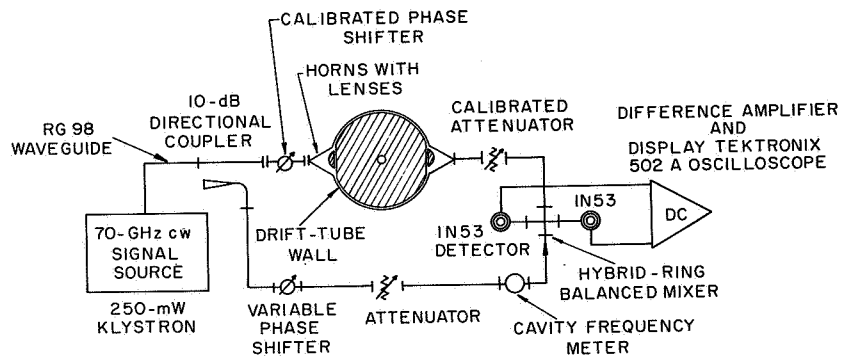 CALIBRATED PHASE
SHIFTER
HORNS WITH
LENSES
10-dB
DIRECTIONAL
COUPLER
RG 98
WAVEGUIDE
CALIBRATED
ATTENUATOR
DIFFERENCE AMPLIFIER
AND
DISPLAY TEKTRONIX
502 A OSCILLOSCOPE
70-GHz cw
SIGNAL
SOURCE
250-mW
KLYSTRON
DRIFT-TUBE
WALL
VARIABLE
PHASE
SHIFTER
ATTENUATOR
IN53
DETECTOR
IN53
DC
HYBRID-RING
BALANCED MIXER
CAVITY FREQUENCY
METER